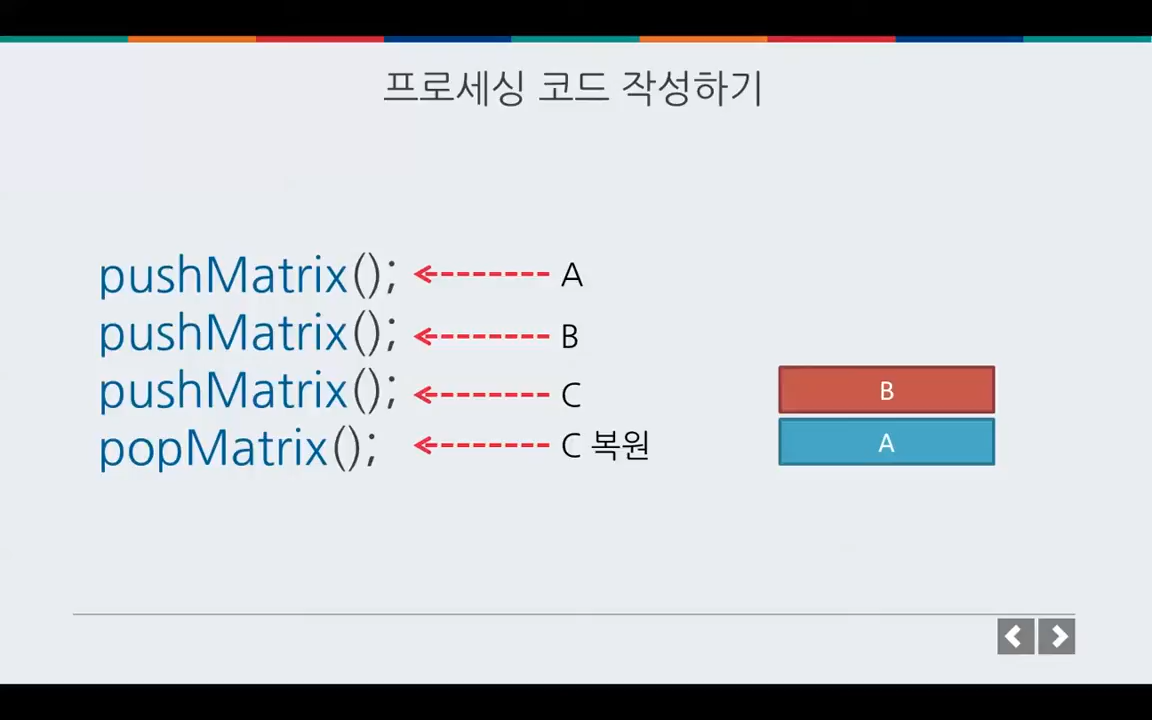 프로세싱 코드 작성하기
pushMatrix(); A
pushMatrix(); B
pushMatrix(); C
popMatrix(); C 복원
B
A